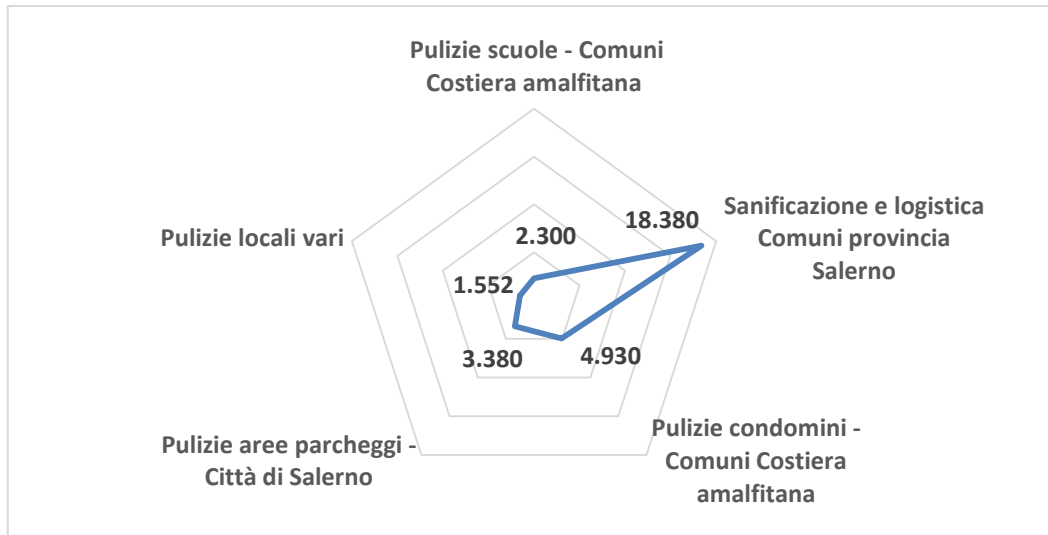 Pulizie scuole - Comuni
Costiera amalfitana
18.380
Sanificazione e logistica
Comuni provincia
Salerno
2.300
Pulizie locali vari
1.552
3.380
4.930
Pulizie condomini -
Comuni Costiera
amalfitana
Pulizie aree parcheggi -
Città di Salerno